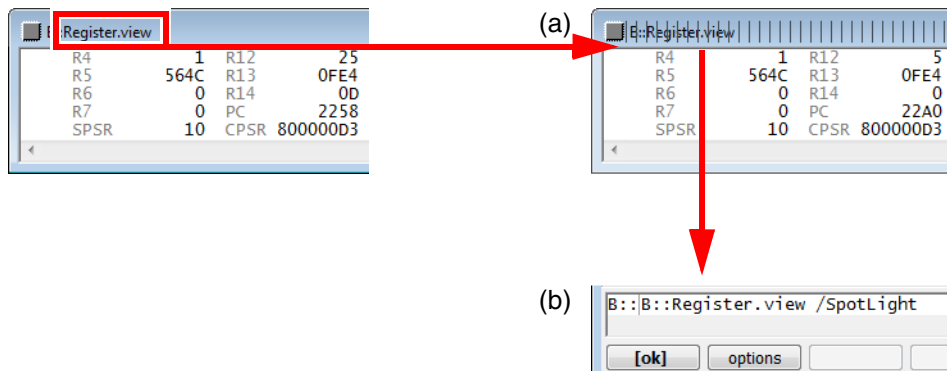 B::Register.view
R4 1 R12 25
R5 564C R13 0FE4
R6 0 R14 0D
R7 0 PC 2258
SPSR 10 CPSR 800000D3
(a)
B::Register.view
R4 1 R12 5
R5 564C R13 0FE4
R6 0 R14 0
R7 0 PC 22A0
SPSR 10 CPSR 800000D3
(b)
B::B::Register.view /SpotLight
[ok] options